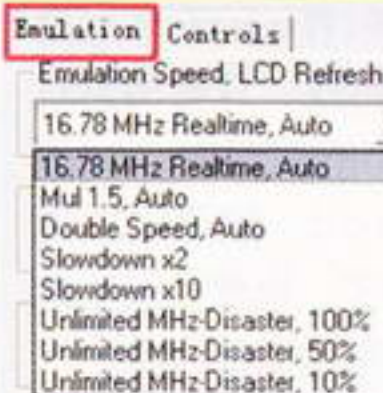 Emulation Controls
Emulation Speed, LCD Refresh
16.78 MHz Realtime, Auto
16.78 MHz Realtime, Auto
Mul 1.5, Auto
Double Speed, Auto
Slowdown x2
Slowdown x10
Unlimited MHz-Disaster, 100%
Unlimited MHz-Disaster, 50%
Unlimited MHz-Disaster, 10%